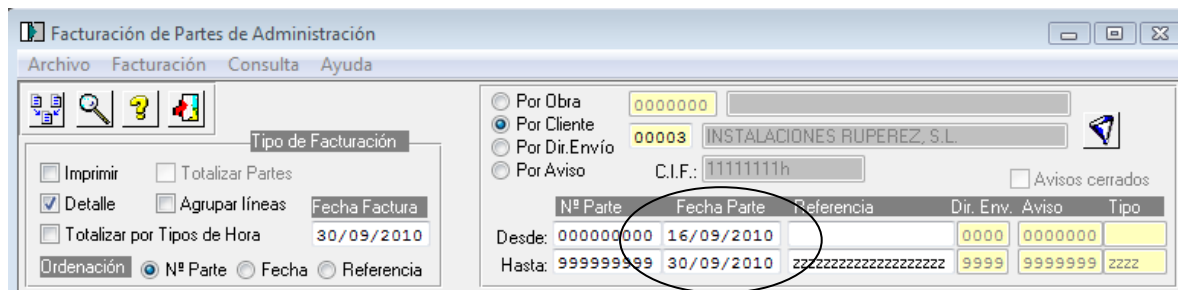 Facturación de Partes de Administración
Archivo Facturación Consulta Ayuda
Tipo de Facturación
Imprimir Totalizar Partes
Detalle Agrupar líneas Fecha Factura
Totalizar por Tipos de Hora 30/09/2010
Ordenación Nº Parte Fecha Referencia
Por Obra 0000000
Por Cliente 00003 INSTALACIONES RUPEREZ, S.L.
Por Dir.Envío
Por Aviso C.I.F.: 11111111h Avisos cerrados
Nº Parte Fecha Parte Referencia Dir. Env. Aviso Tipo
Desde: 000000000 16/09/2010 0000 0000000
Hasta: 999999999 30/09/2010 zzzzzzzzzzzzzzzzzzzz 9999 9999999 zzzz